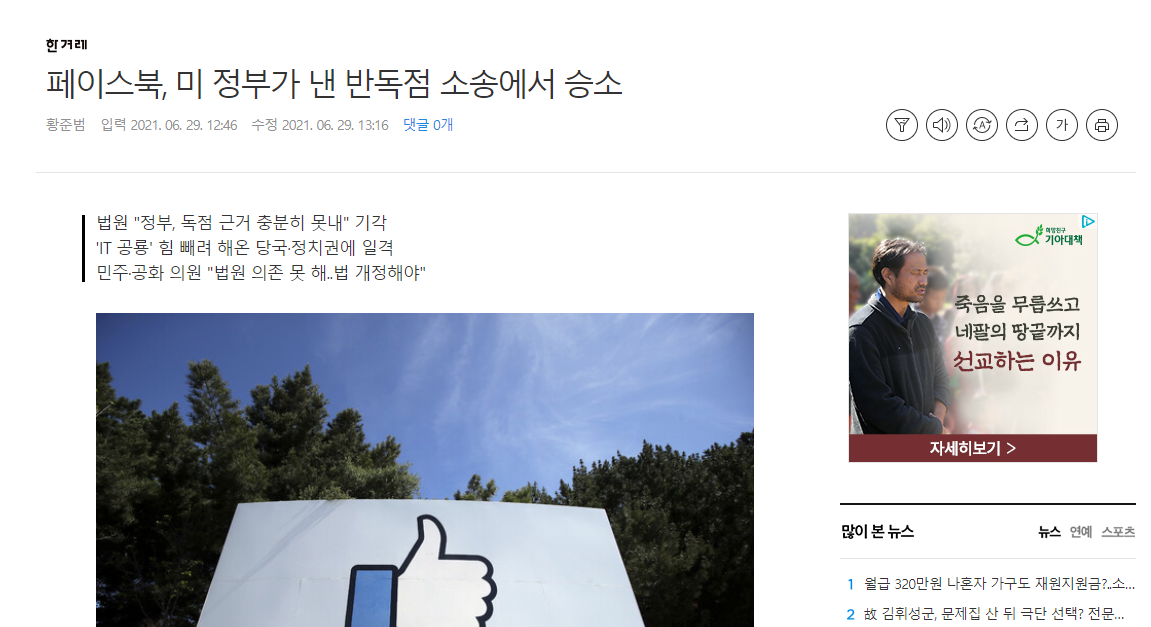 한겨레
페이스북, 미 정부가 낸 반독점 소송에서 승소
황준범 입력 2021. 06. 29. 12:46 수정 2021. 06. 29. 13:16 댓글 0개
가
법원 "정부, 독점 근거 충분히 못내" 기각
'IT 공룡' 힘 빼려 해온 당국·정치권에 일격
민주·공화 의원 "법원 의존 못 해..법 개정해야"
희망친구
기아대책
죽음을 무릅쓰고
네팔의 땅끝까지
선교하는 이유
자세히보기 >
많이 본 뉴스 뉴스 연예 스포츠
1 월급 320만원 나혼자 가구도 재원지원금?..소...
2 故 김휘성군, 문제집 산 뒤 극단 선택? 전문...